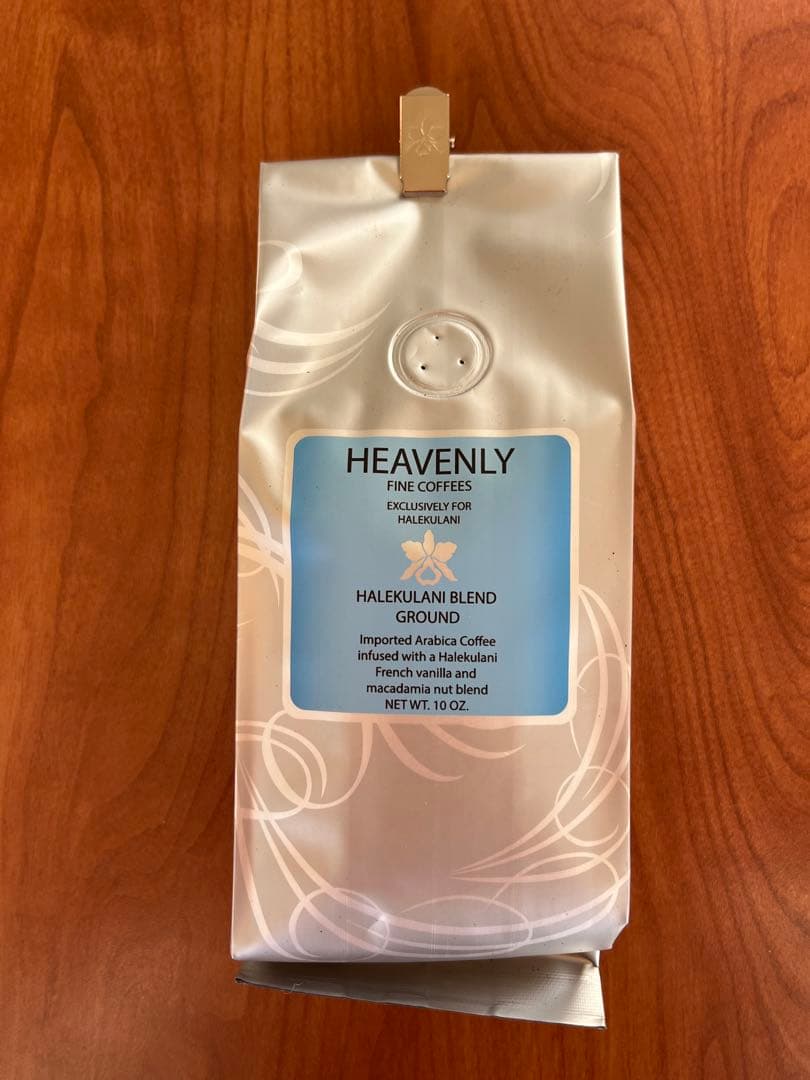 HEAVENLY
FINE COFFEES
EXCLUSIVELY FOR
HALEKULANI
HALEKULANI BLEND
GROUND
Imported Arabica Coffee
infused with a Halekulani
French vanilla and
macadamia nut blend
NET WT. 10 OZ.